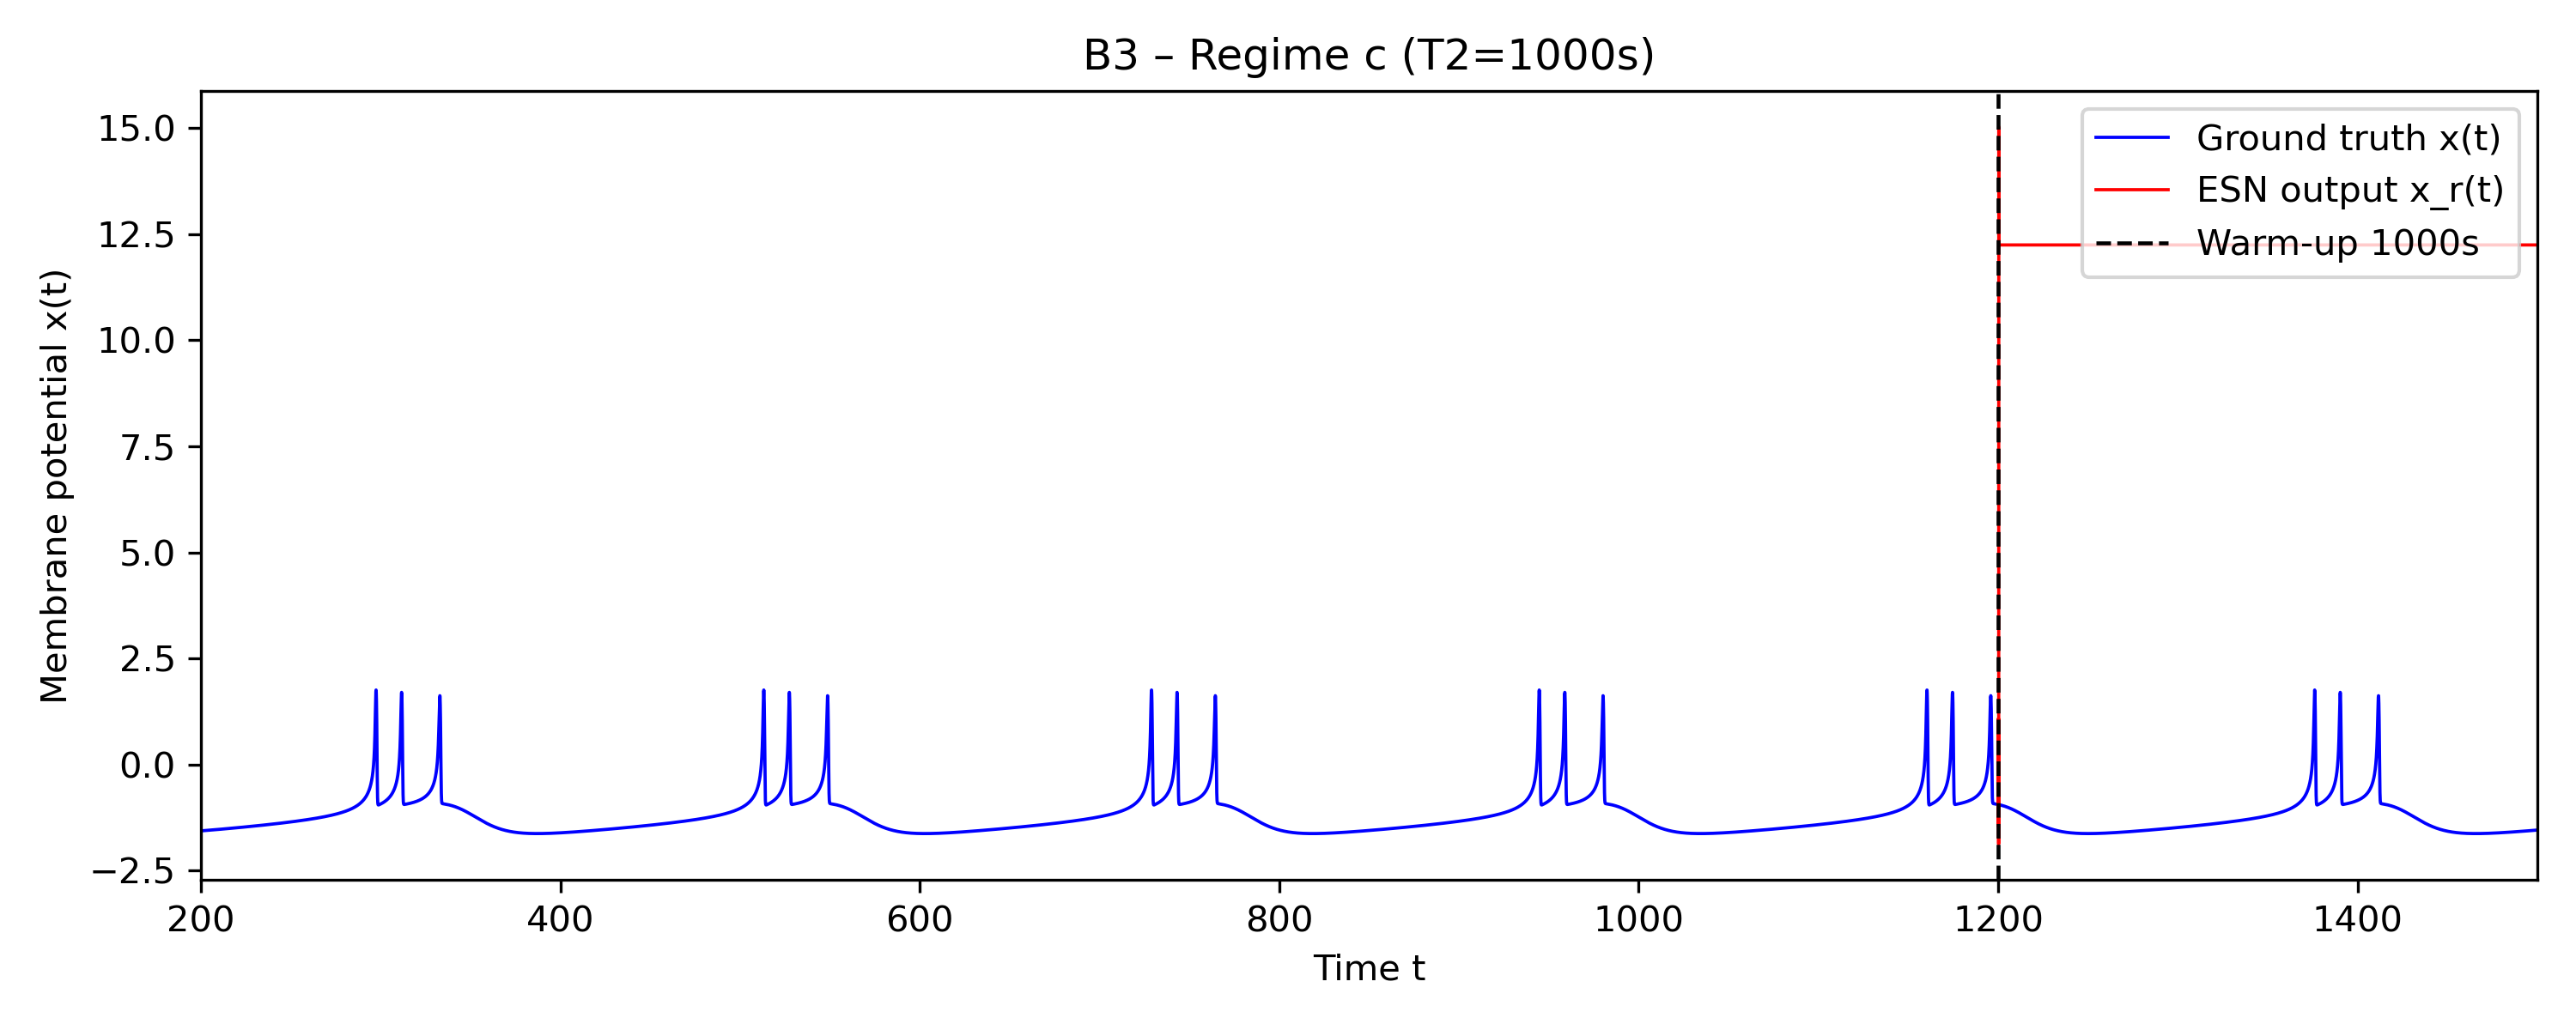 B3 – Regime c (T2=1000s)
Membrane potential x(t)
15.0
12.5
10.0
7.5
5.0
2.5
0.0
−2.5
Ground truth x(t)
ESN output x_r(t)
Warm-up 1000s
200 400 600 800 1000 1200 1400
Time t